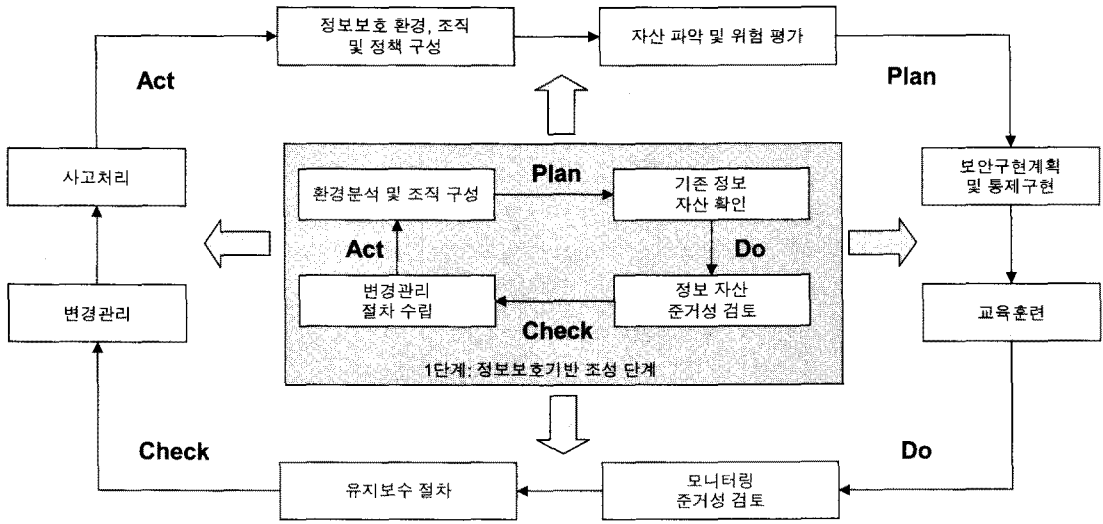 정보보호 환경, 조직
및 정책 구성
자산 파악 및 위험 평가
Act
Plan
사고처리
보안구현계획
및 통제구현
환경분석 및 조직 구성
Plan
기존 정보
자산 확인
Act
Do
변경관리
변경관리
절차 수립
정보 자산
준거성 검토
교육훈련
Check
1단계: 정보보호기반 조성 단계
Check
Do
유지보수 절차
모니터링
준거성 검토